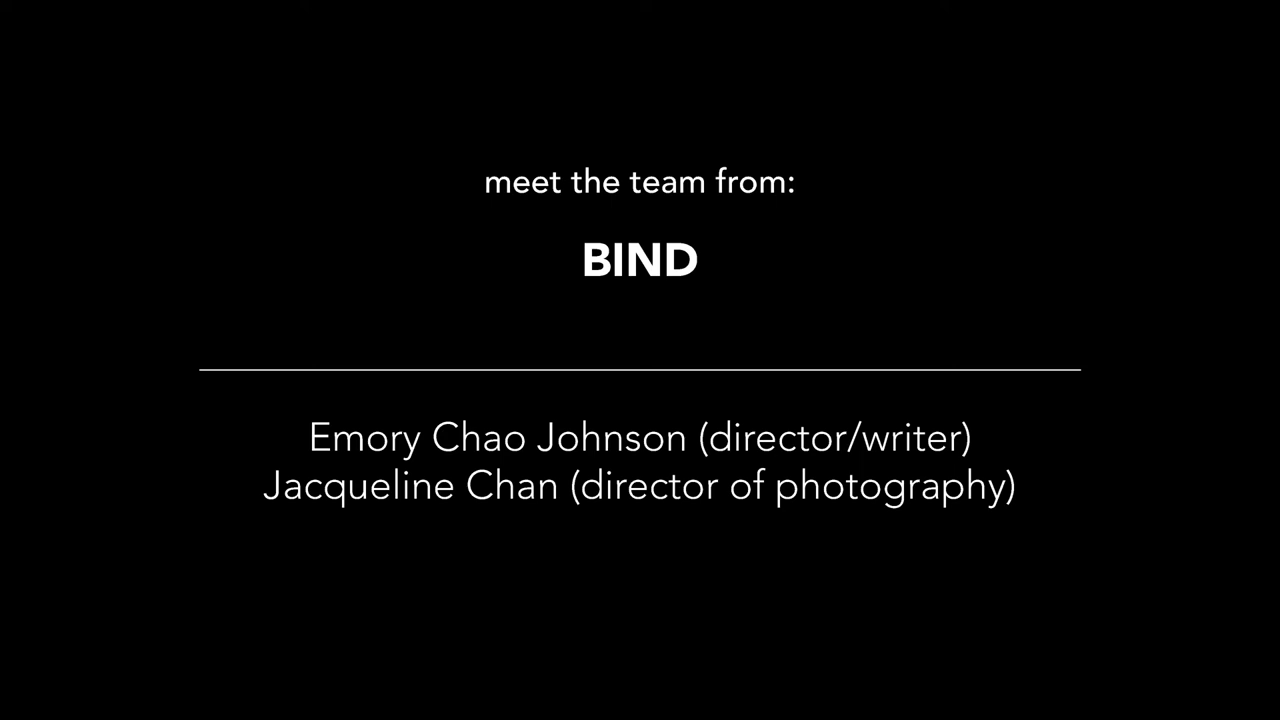 meet the team from:
BIND
Emory Chao Johnson (director/writer)
Jacqueline Chan (director of photography)